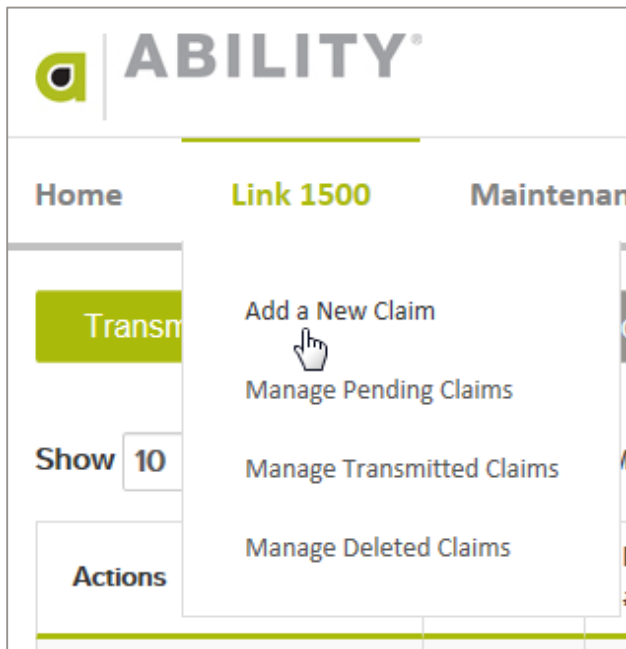 ABILITY®
Home Link 1500
Add a New Claim
Manage Pending Claims
Show 10
Manage Transmitted Claims
Manage Deleted Claims
Actions